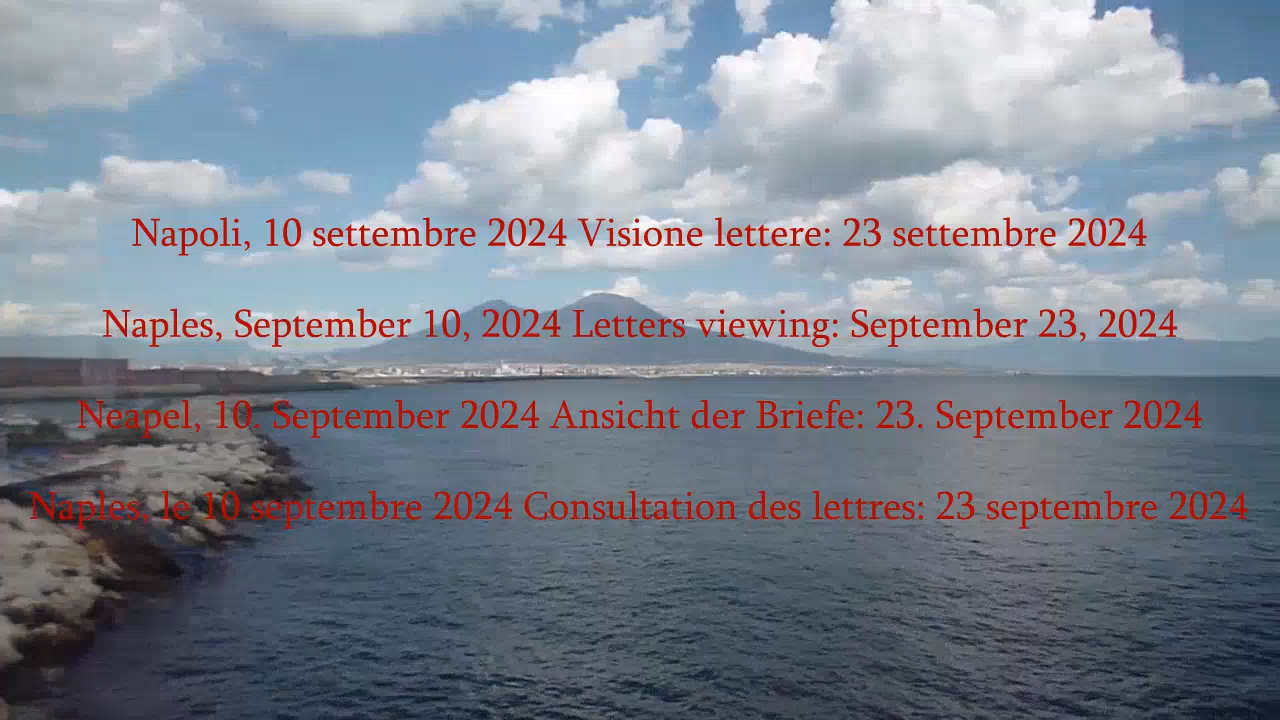 Napoli, 10 settembre 2024 Visione lettere: 23 settembre 2024
Naples, September 10, 2024 Letters viewing: September 23, 2024
Neapel, 10. September 2024 Ansicht der Briefe: 23. September 2024
Naples, le 10 septembre 2024 Consultation des lettres: 23 septembre 2024